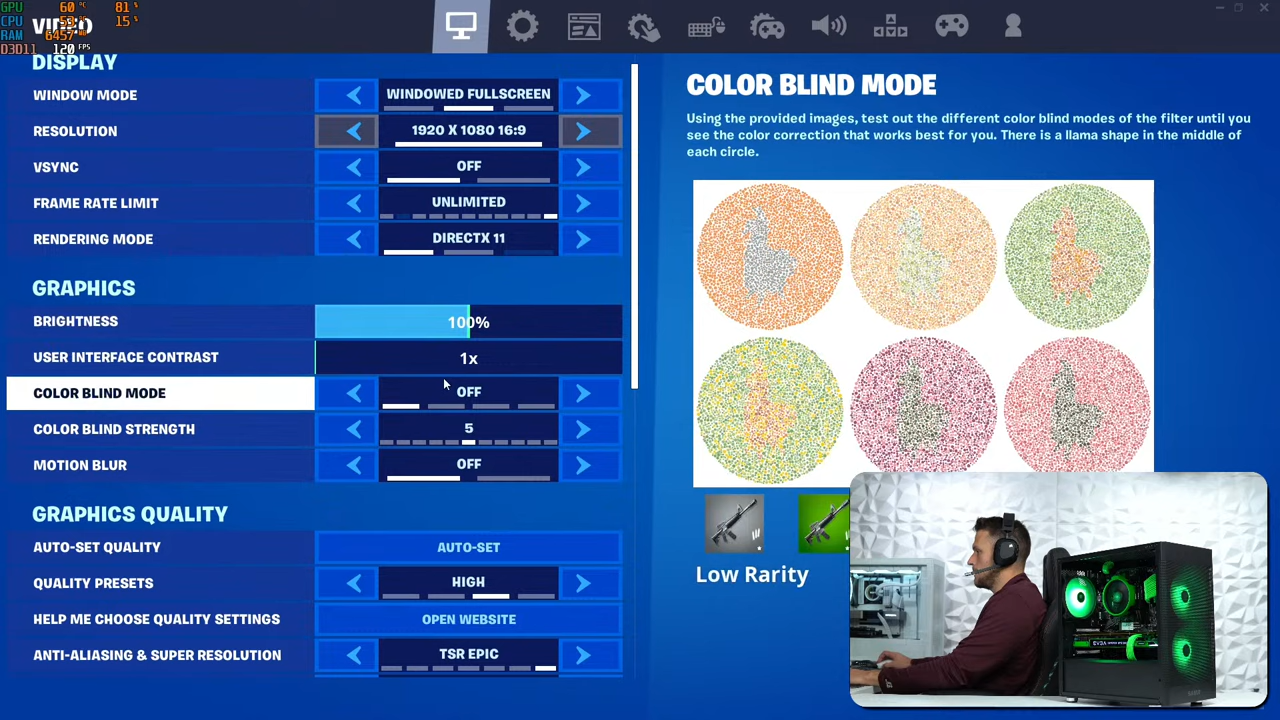 GPU 60 °C 81 %
CPU 53 °C 15 %
RAM 6457 MB
D3D11 120 FPS
VIDEO
DISPLAY
WINDOW MODE
WINDOWED FULLSCREEN
RESOLUTION
1920 X 1080 16:9
VSYNC
OFF
FRAME RATE LIMIT
UNLIMITED
RENDERING MODE
DIRECTX 11
GRAPHICS
BRIGHTNESS
100%
USER INTERFACE CONTRAST
1x
COLOR BLIND MODE
OFF
COLOR BLIND STRENGTH
5
MOTION BLUR
OFF
GRAPHICS QUALITY
AUTO-SET QUALITY
AUTO-SET
QUALITY PRESETS
HIGH
HELP ME CHOOSE QUALITY SETTINGS
OPEN WEBSITE
ANTI-ALIASING & SUPER RESOLUTION
TSR EPIC
COLOR BLIND MODE
Using the provided images, test out the different color blind modes of the filter until you
see the color correction that works best for you. There is a llama shape in the middle of
each circle.
Low Rarity
EVGA